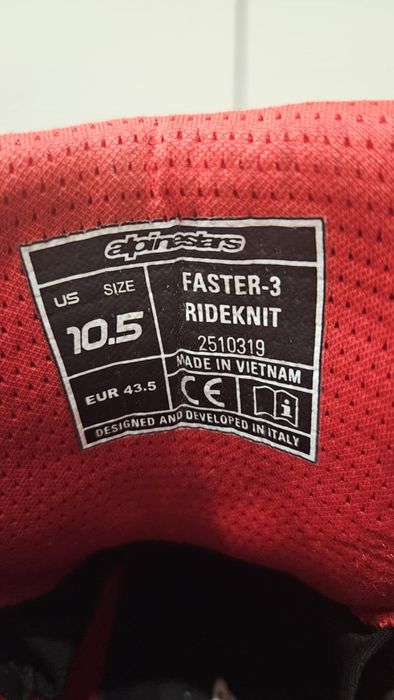 alpinestars
US SIZE
10.5
EUR 43.5
FASTER-3
RIDEKNIT
2510319
MADE IN VIETNAM
CE
i
DESIGNED AND DEVELOPED IN ITALY